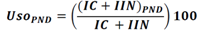 Uso_PND = ((IC + IIN)_PND / IC + IIN) 100